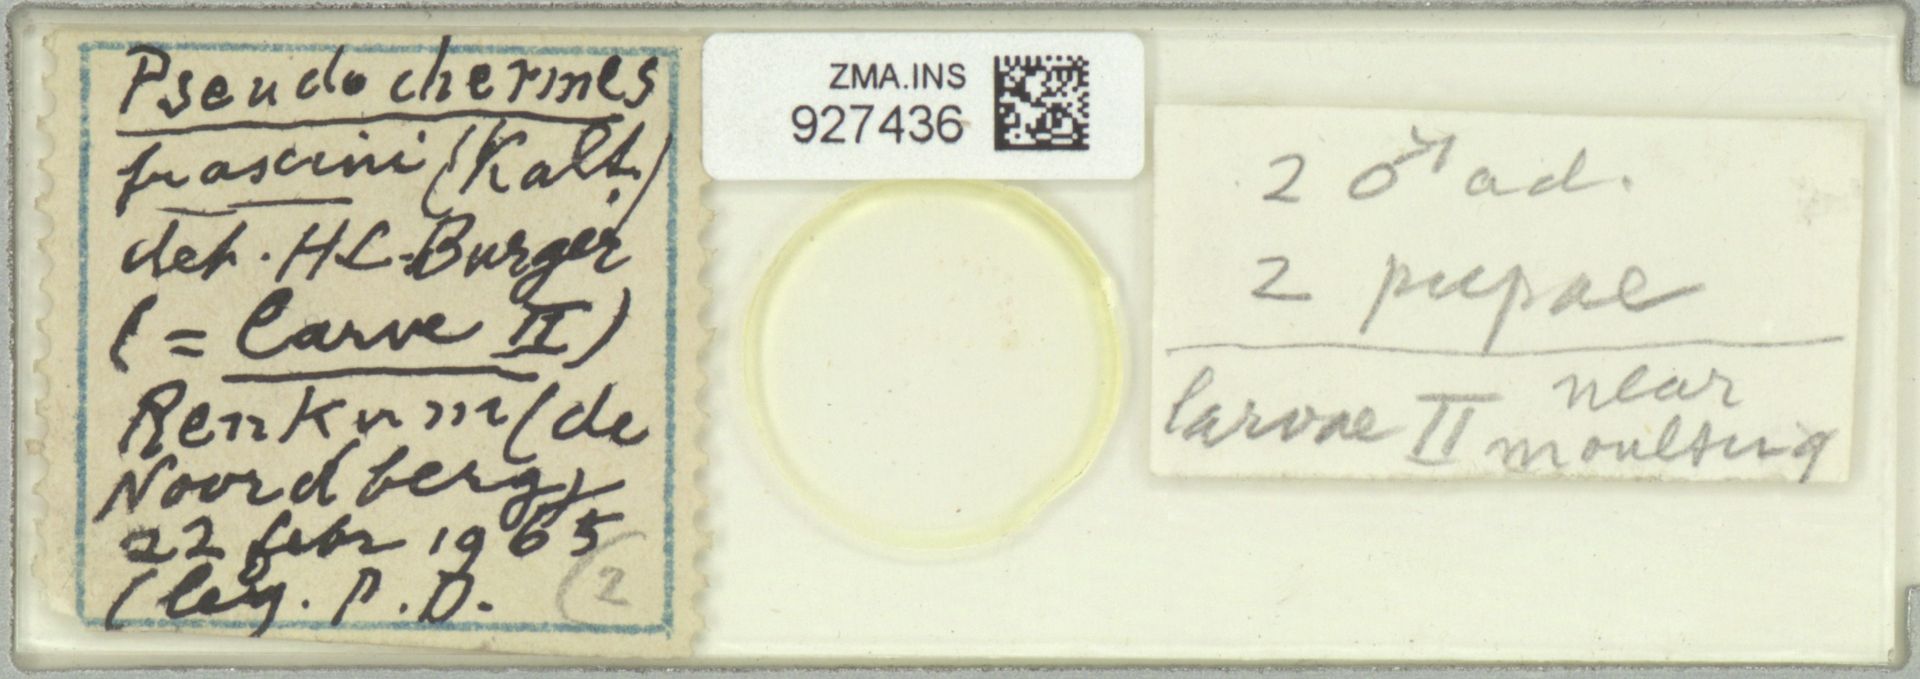 Pseudochermes
fraxini (Kalt.)
det. H.C. Burger
(= larve II)
Renkum (de
Noordberg)
22 febr 1965
(leg. P.D.
(2
ZMA.INS
927436
2 ♂ ad.
2 pupae
larvae II near
moulting